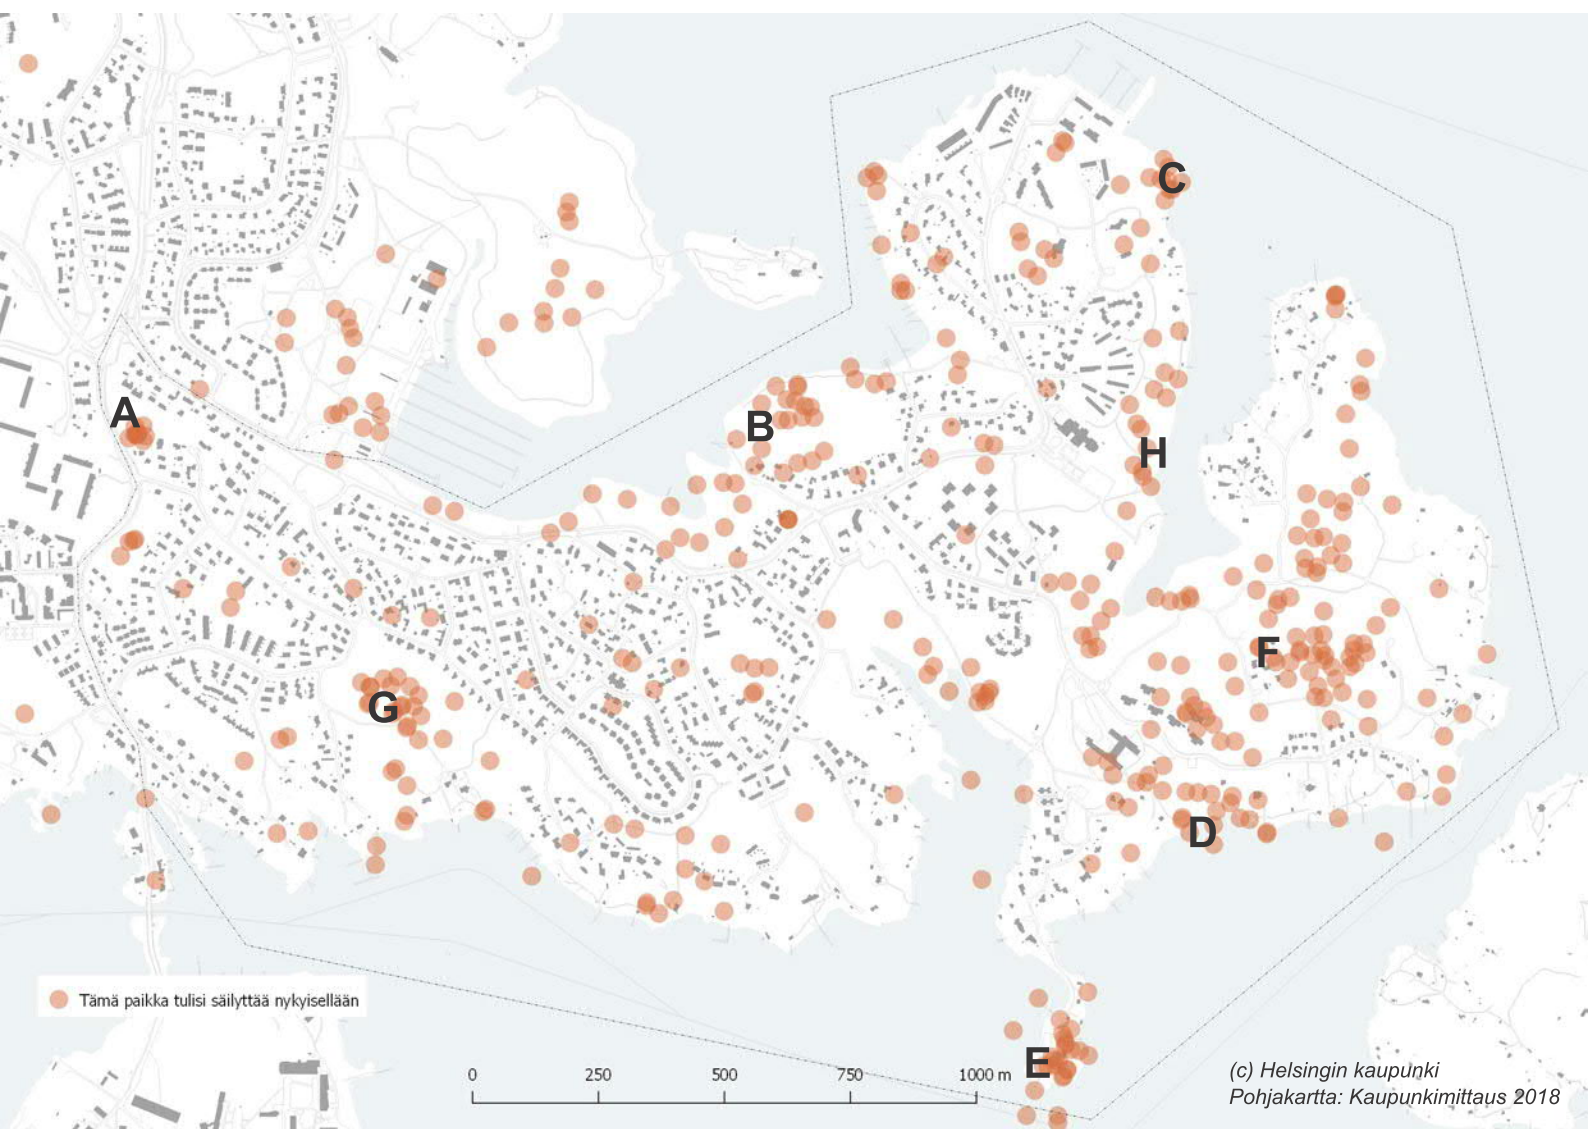 C
A
B
H
F
G
D
Tämä paikka tulisi säilyttää nykyisellään
E
0 250 500 750 1000 m
(c) Helsingin kaupunki
Pohjakartta: Kaupunkimittaus 2018